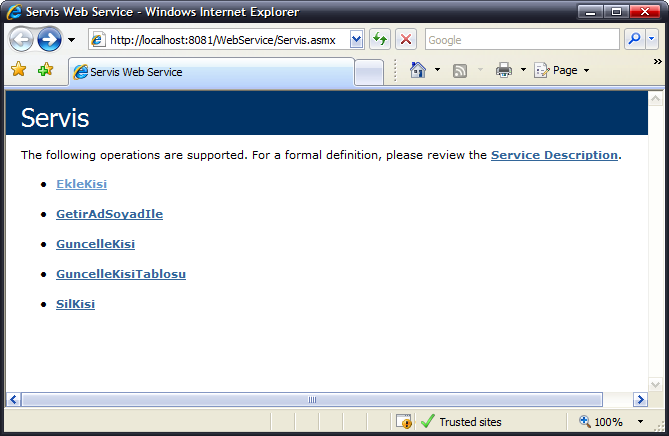 Servis Web Service - Windows Internet Explorer
http://localhost:8081/WebService/Servis.asmx
Google
Servis Web Service
Page
Servis
The following operations are supported. For a formal definition, please review the Service Description.
EkleKisi
GetirAdSoyadIle
GuncelleKisi
GuncelleKisiTablosu
SilKisi
Trusted sites
100%